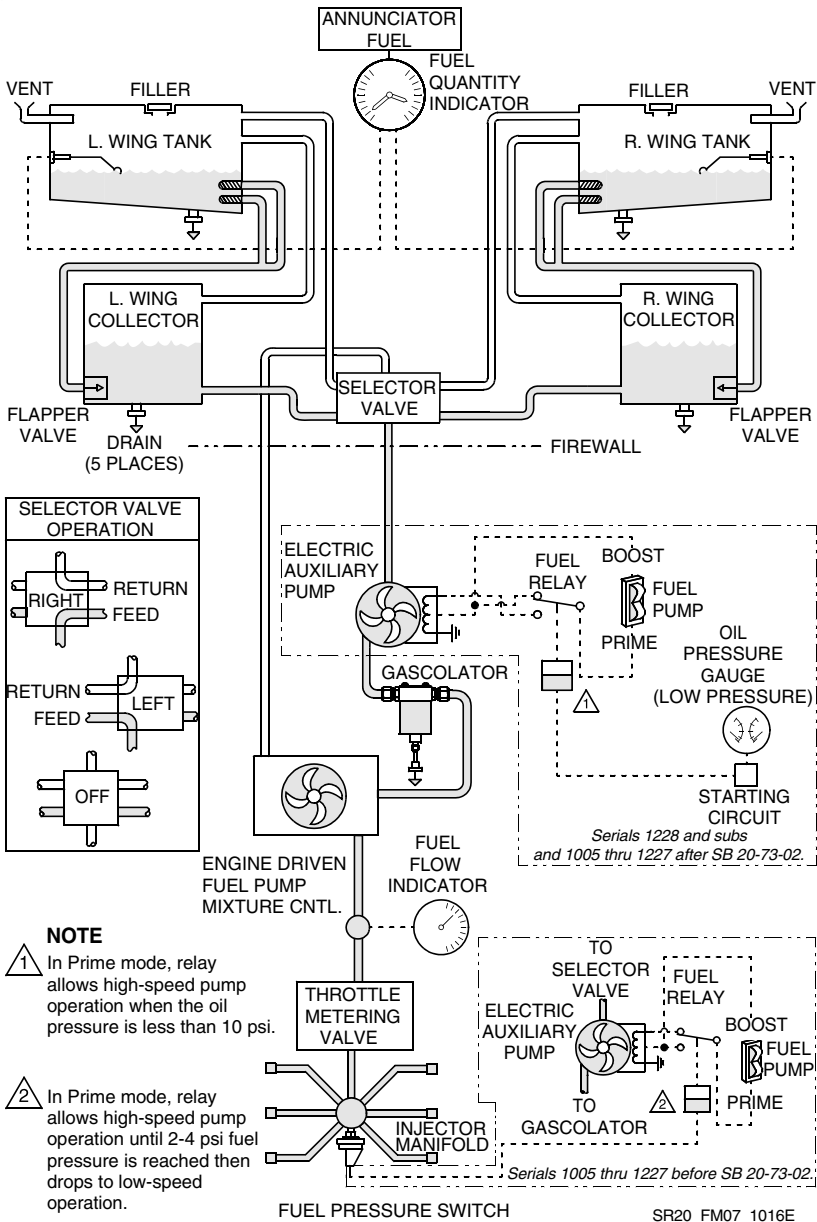 ANNUNCIATOR
FUEL
FUEL
QUANTITY
INDICATOR
VENT
FILLER
FILLER
VENT
L. WING TANK
R. WING TANK
L. WING
COLLECTOR
R. WING
COLLECTOR
SELECTOR
VALVE
FLAPPER
VALVE
DRAIN
(5 PLACES)
FLAPPER
VALVE
FIREWALL
SELECTOR VALVE
OPERATION
RIGHT
RETURN
FEED
RETURN
FEED
LEFT
OFF
ELECTRIC
AUXILIARY
PUMP
FUEL
RELAY
BOOST
FUEL
PUMP
PRIME
1
OIL
PRESSURE
GAUGE
(LOW PRESSURE)
STARTING
CIRCUIT
GASCOLATOR
Serials 1228 and subs
and 1005 thru 1227 after SB 20-73-02.
ENGINE DRIVEN
FUEL PUMP
MIXTURE CNTL.
FUEL
FLOW
INDICATOR
THROTTLE
METERING
VALVE
INJECTOR
MANIFOLD
FUEL PRESSURE SWITCH
TO
SELECTOR
VALVE
ELECTRIC
AUXILIARY
PUMP
TO
GASCOLATOR
FUEL
RELAY
BOOST
FUEL
PUMP
PRIME
2
Serials 1005 thru 1227 before SB 20-73-02.
NOTE
1
In Prime mode, relay
allows high-speed pump
operation when the oil
pressure is less than 10 psi.
2
In Prime mode, relay
allows high-speed pump
operation until 2-4 psi fuel
pressure is reached then
drops to low-speed
operation.
SR20_FM07_1016E